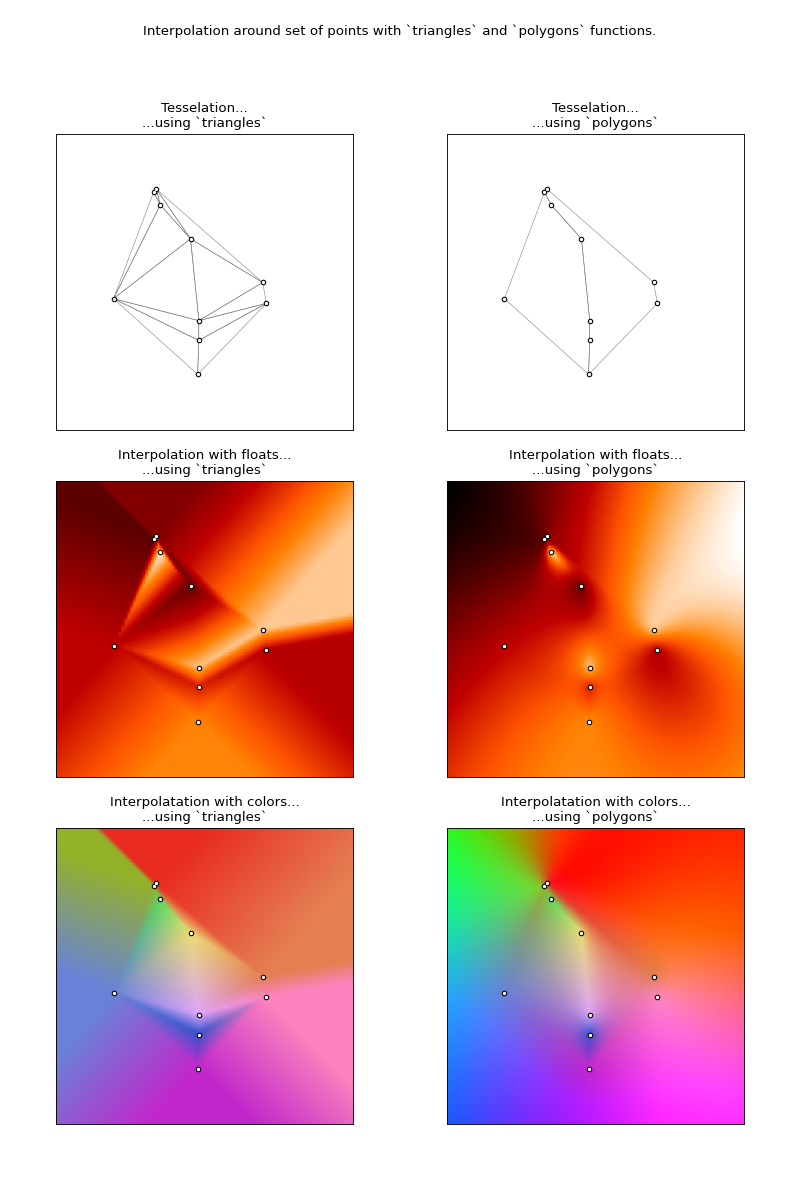 Interpolation around set of points with `triangles` and `polygons` functions.
Tesselation...
...using `triangles`
Tesselation...
...using `polygons`
Interpolation with floats...
...using `triangles`
Interpolation with floats...
...using `polygons`
Interpolatation with colors...
...using `triangles`
Interpolatation with colors...
...using `polygons`